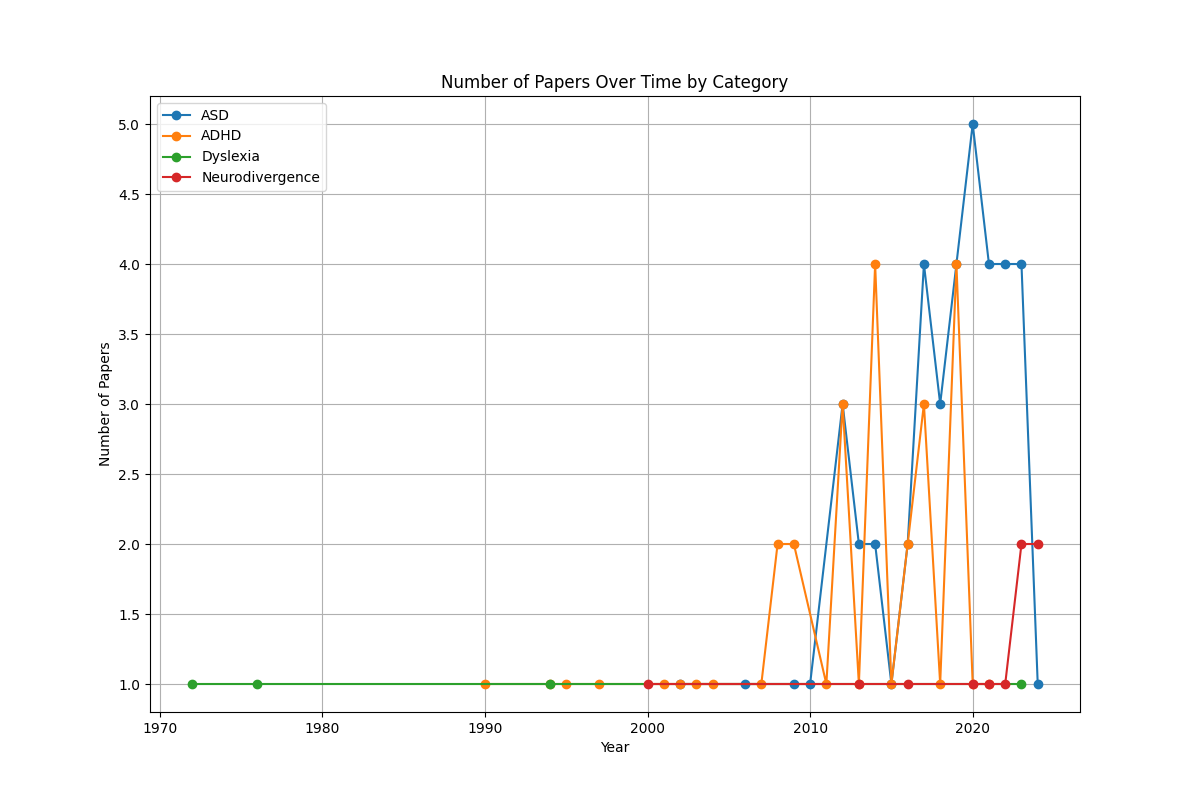 Number of Papers Over Time by Category
ASD
ADHD
Dyslexia
Neurodivergence
5.0
4.5
4.0
3.5
3.0
2.5
2.0
1.5
1.0
Number of Papers
1970 1980 1990 2000 2010 2020
Year